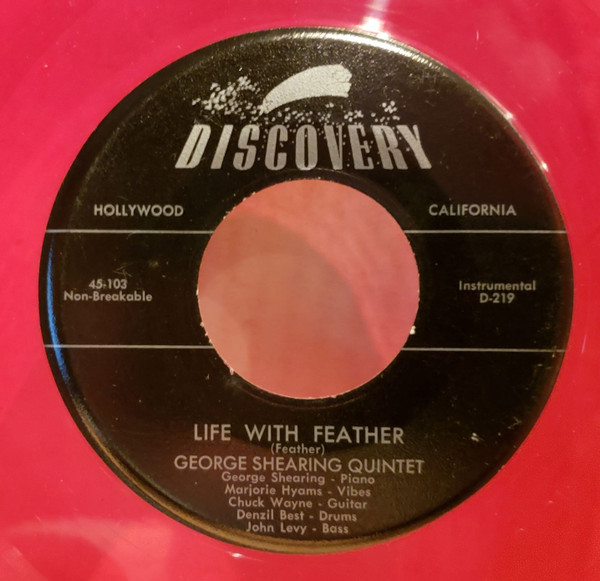 DISCOVERY
HOLLYWOOD
CALIFORNIA
45-103
Non-Breakable
Instrumental
D-219
LIFE WITH FEATHER
(Feather)
GEORGE SHEARING QUINTET
George Shearing - Piano
Marjorie Hyams - Vibes
Chuck Wayne - Guitar
Denzil Best - Drums
John Levy - Bass